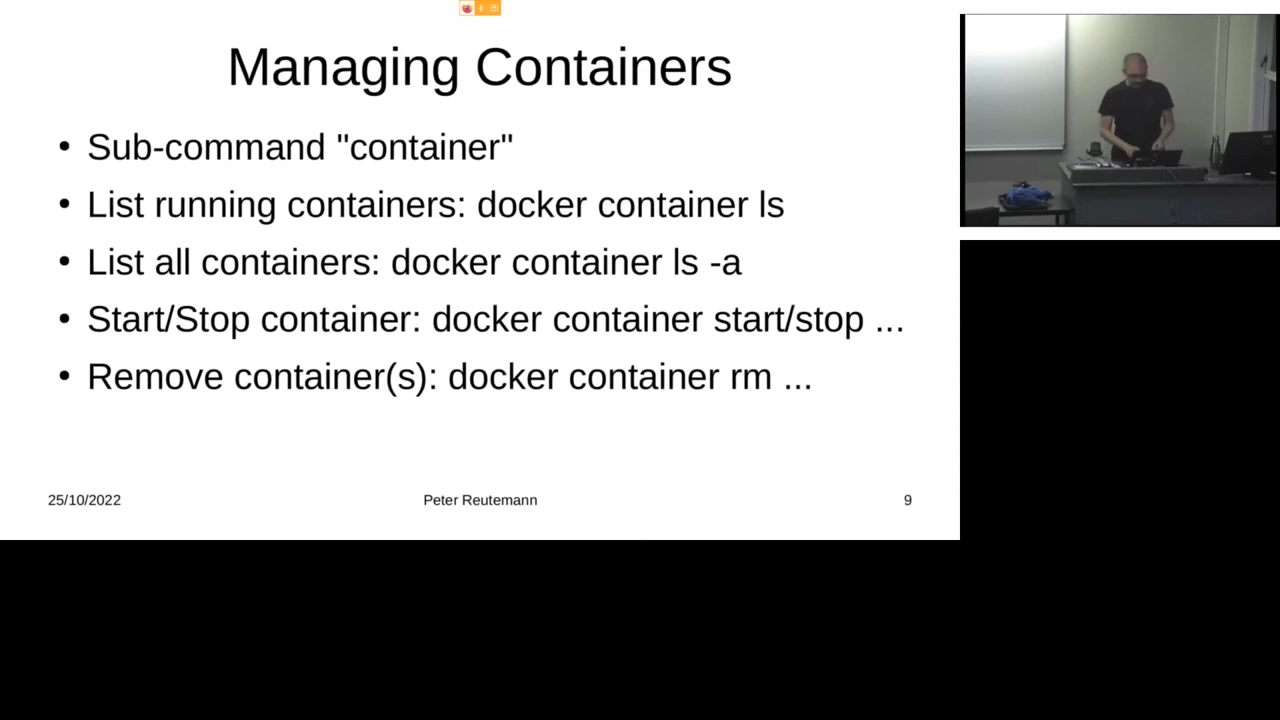 Managing Containers
• Sub-command "container"
• List running containers: docker container ls
• List all containers: docker container ls -a
• Start/Stop container: docker container start/stop ...
• Remove container(s): docker container rm ...
25/10/2022
Peter Reutemann
9